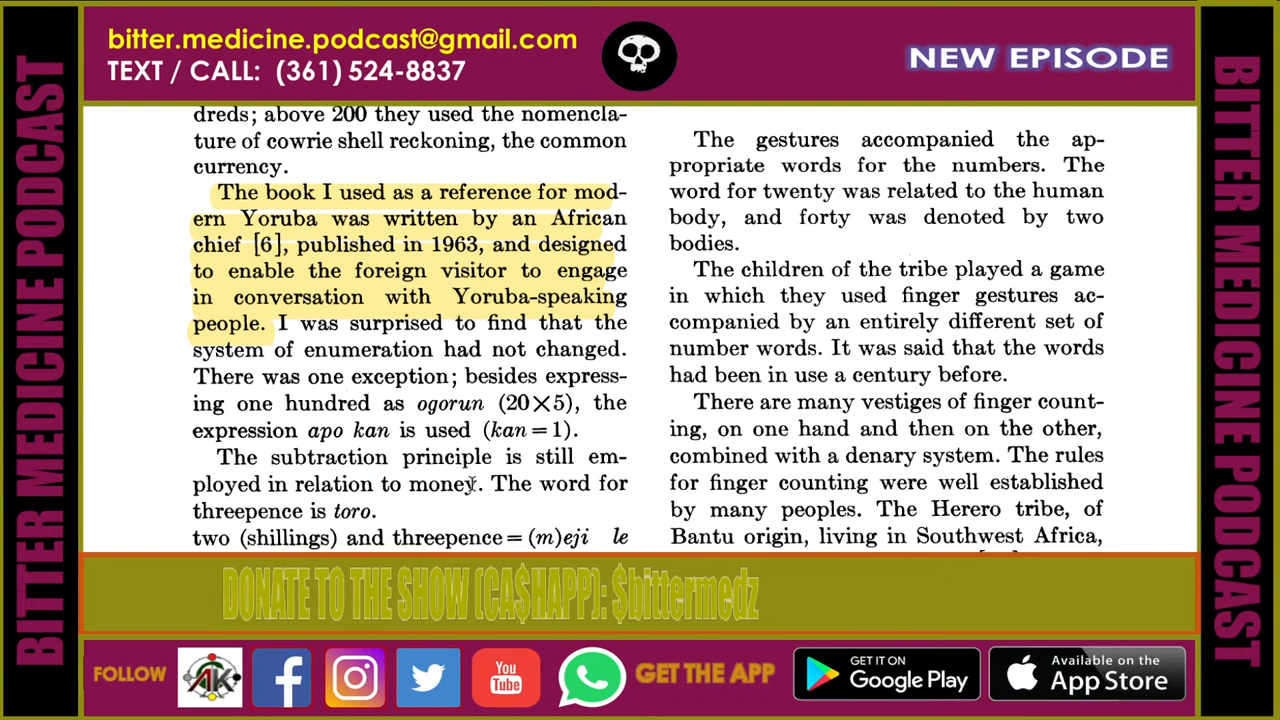 bitter.medicine.podcast@gmail.com
TEXT / CALL: (361) 524-8837
NEW EPISODE
BITTER MEDICINE PODCAST
dreds; above 200 they used the nomencla-
ture of cowrie shell reckoning, the common
currency.
The book I used as a reference for mod-
ern Yoruba was written by an African
chief [6], published in 1963, and designed
to enable the foreign visitor to engage
in conversation with Yoruba-speaking
people. I was surprised to find that the
system of enumeration had not changed.
There was one exception; besides express-
ing one hundred as ogorun (20×5), the
expression apo kan is used (kan=1).
The subtraction principle is still em-
ployed in relation to money. The word for
threepence is toro.
two (shillings) and threepence=(m)eji le
The gestures accompanied the ap-
propriate words for the numbers. The
word for twenty was related to the human
body, and forty was denoted by two
bodies.
The children of the tribe played a game
in which they used finger gestures ac-
companied by an entirely different set of
number words. It was said that the words
had been in use a century before.
There are many vestiges of finger count-
ing, on one hand and then on the other,
combined with a denary system. The rules
for finger counting were well established
by many peoples. The Herero tribe, of
Bantu origin, living in Southwest Africa,
BITTER MEDICINE PODCAST
DONATE TO THE SHOW (CA$HAPP): $bittermedz
FOLLOW
You
Tube
GET THE APP
GET IT ON
Google Play
Available on the
App Store